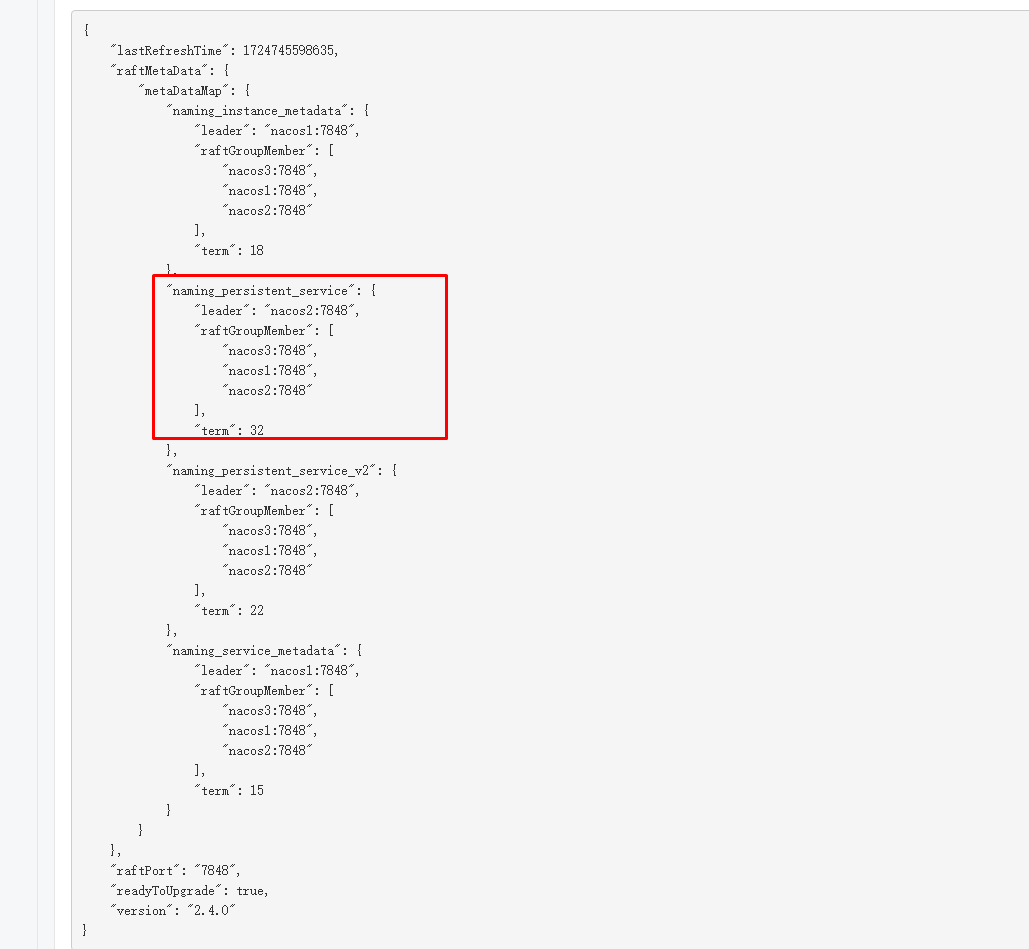 {
    "lastRefreshTime": 1724745598635,
    "raftMetaData": {
        "metaDataMap": {
            "naming_instance_metadata": {
                "leader": "nacos1:7848",
                "raftGroupMember": [
                    "nacos3:7848",
                    "nacos1:7848",
                    "nacos2:7848"
                ],
                "term": 18
            },
            "naming_persistent_service": {
                "leader": "nacos2:7848",
                "raftGroupMember": [
                    "nacos3:7848",
                    "nacos1:7848",
                    "nacos2:7848"
                ],
                "term": 32
            },
            "naming_persistent_service_v2": {
                "leader": "nacos2:7848",
                "raftGroupMember": [
                    "nacos3:7848",
                    "nacos1:7848",
                    "nacos2:7848"
                ],
                "term": 22
            },
            "naming_service_metadata": {
                "leader": "nacos1:7848",
                "raftGroupMember": [
                    "nacos3:7848",
                    "nacos1:7848",
                    "nacos2:7848"
                ],
                "term": 15
            }
        }
    },
    "raftPort": "7848",
    "readyToUpgrade": true,
    "version": "2.4.0"
}